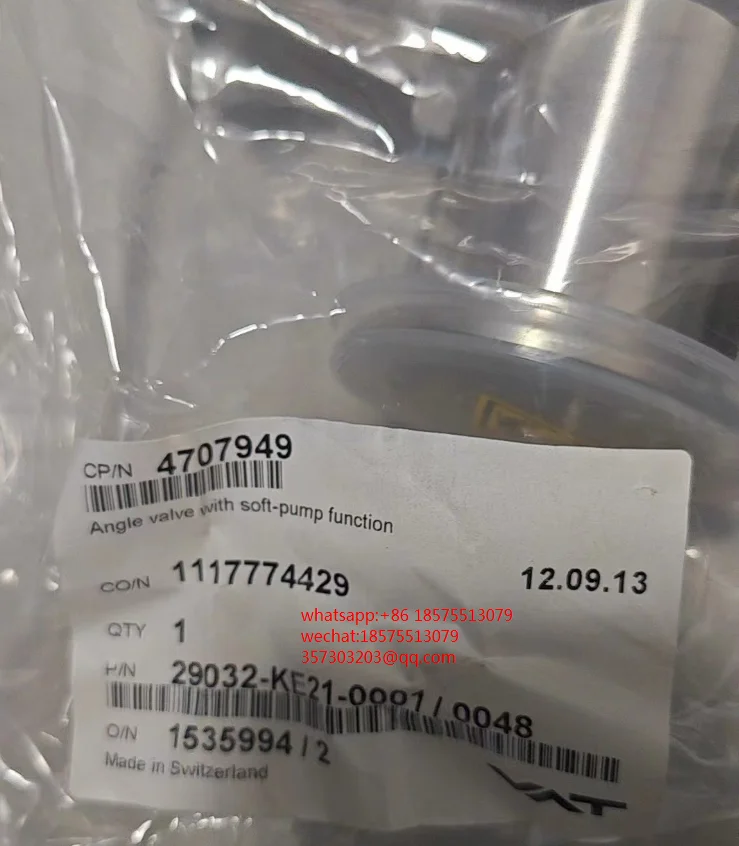 CP/N 4707949
Angle valve with soft-pump function
CO/N 1117774429 12.09.13
whatsapp:+86 18575513079
QTY 1
wechat:18575513079
357303203@qq.com
P/N 29032-KE21-0001/0048
O/N 1535994/2
Made in Switzerland
VAT